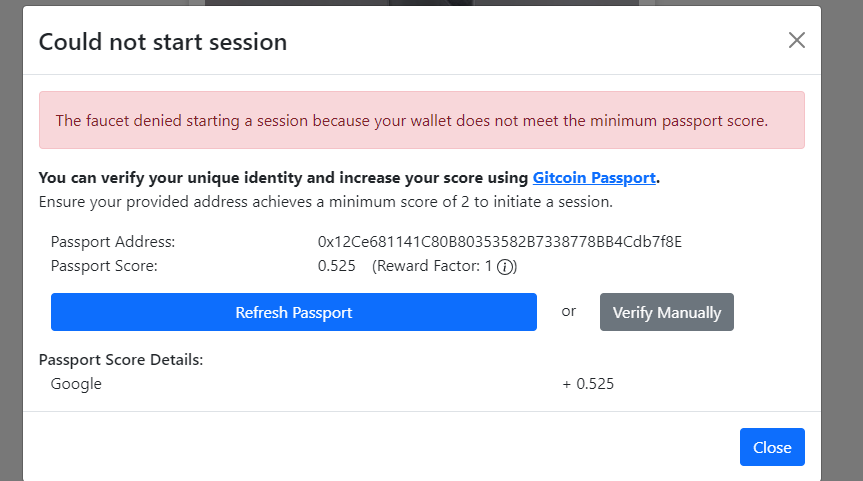 Could not start session
The faucet denied starting a session because your wallet does not meet the minimum passport score.
You can verify your unique identity and increase your score using Gitcoin Passport.
Ensure your provided address achieves a minimum score of 2 to initiate a session.
Passport Address: 0x12Ce681141C80B80353582B7338778BB4Cdb7f8E
Passport Score: 0.525 (Reward Factor: 1 ⓘ)
Refresh Passport or Verify Manually
Passport Score Details:
Google + 0.525
Close